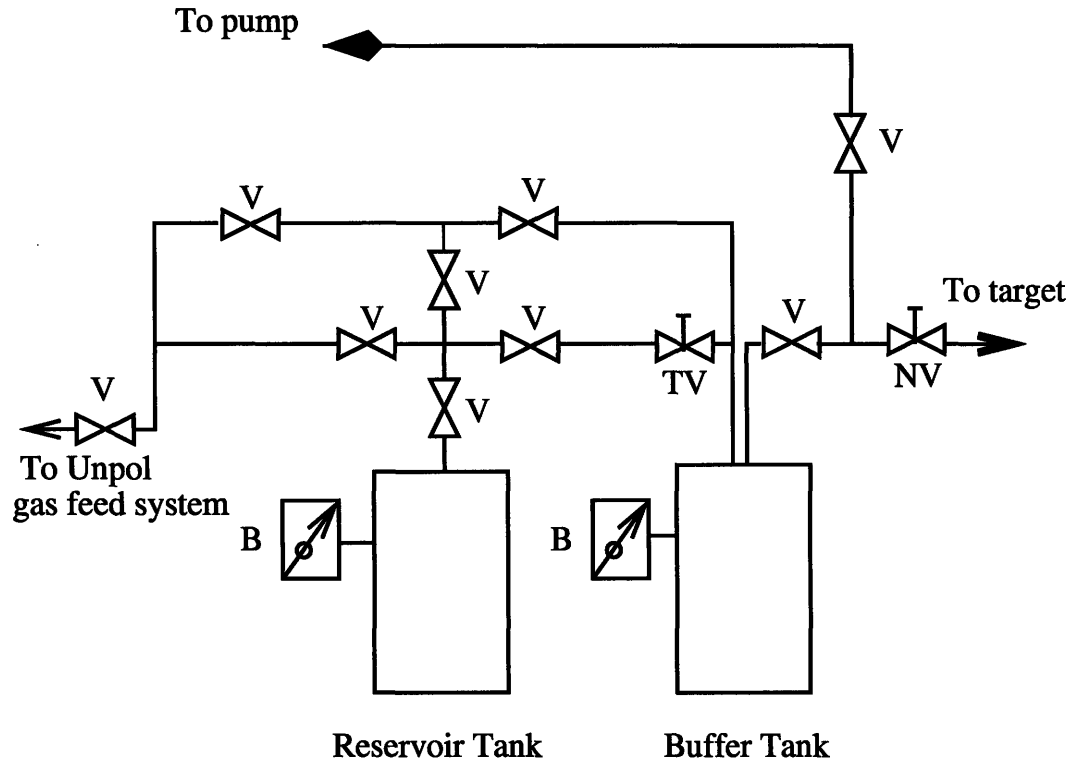 To pump
V
V
V
V
To target
V
V
V
TV
NV
V
V
To Unpol
gas feed system
B
B
Reservoir Tank
Buffer Tank